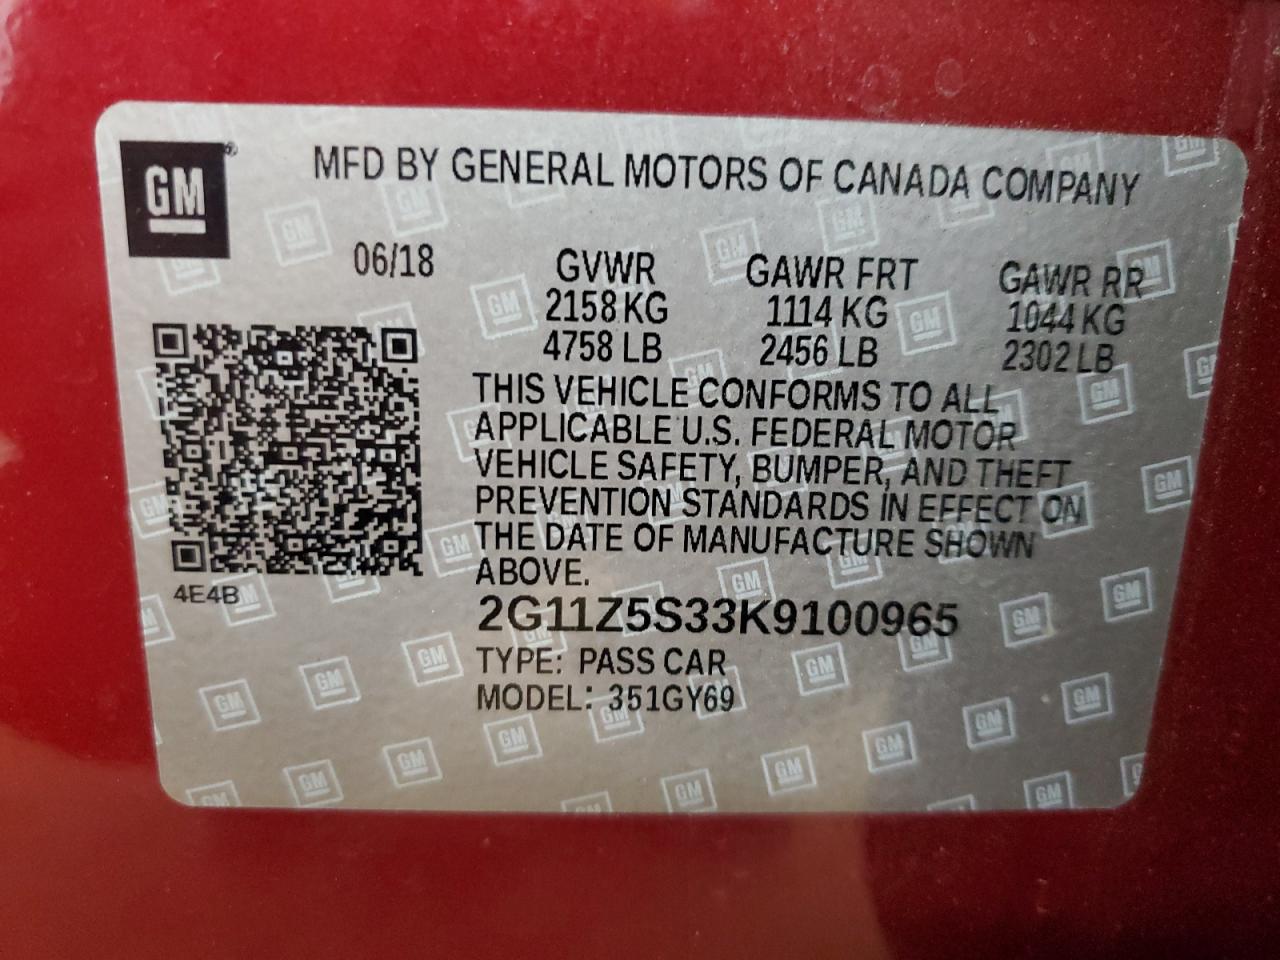 GM®
MFD BY GENERAL MOTORS OF CANADA COMPANY
06/18
GVWR
2158 KG
4758 LB
GAWR FRT
1114 KG
2456 LB
GAWR RR
1044 KG
2302 LB
THIS VEHICLE CONFORMS TO ALL
APPLICABLE U.S. FEDERAL MOTOR
VEHICLE SAFETY, BUMPER, AND THEFT
PREVENTION STANDARDS IN EFFECT ON
THE DATE OF MANUFACTURE SHOWN
ABOVE.
4E4B
2G11Z5S33K9100965
TYPE: PASS CAR
MODEL: 351GY69